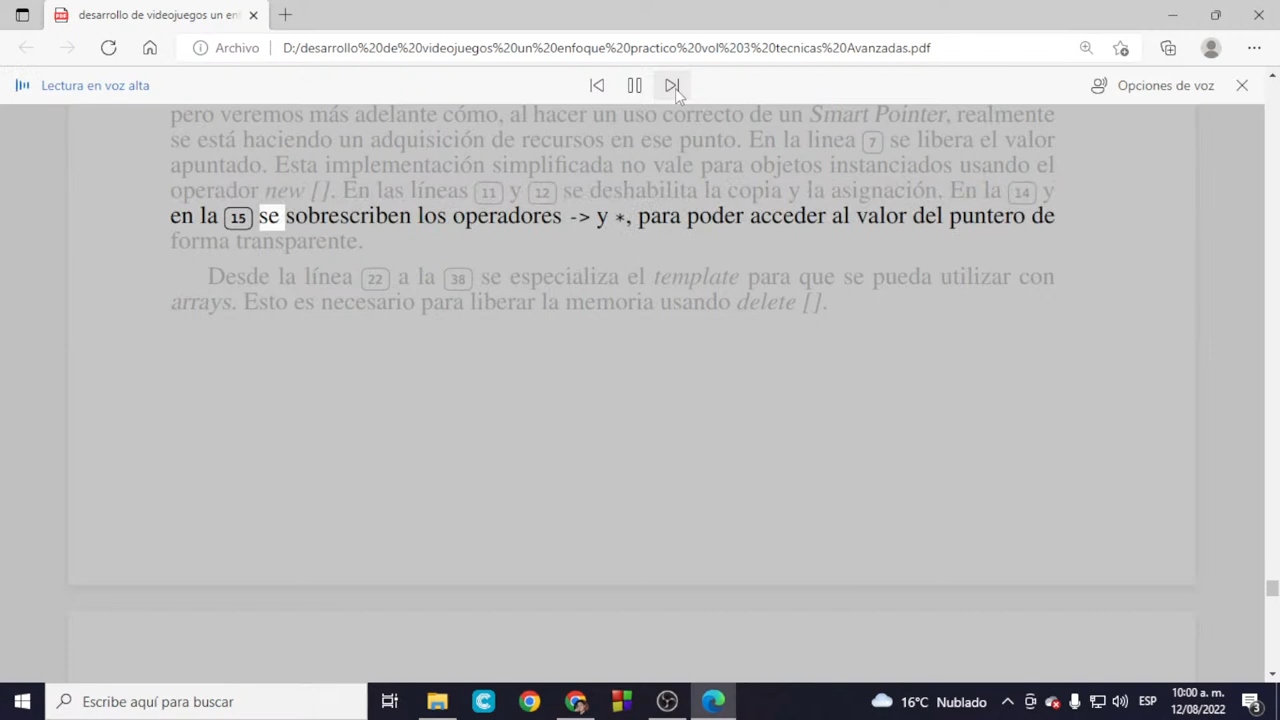 desarrollo de videojuegos un en
Archivo
D:/desarrollo%20de%20videojuegos%20un%20enfoque%20practico%20vol%203%20tecnicas%20Avanzadas.pdf
Lectura en voz alta
Opciones de voz
pero veremos más adelante cómo, al hacer un uso correcto de un Smart Pointer, realmente
se está haciendo un adquisición de recursos en ese punto. En la linea 7 se libera el valor
apuntado. Esta implementación simplificada no vale para objetos instanciados usando el
operador new []. En las líneas 11 y 12 se deshabilita la copia y la asignación. En la 14 y
en la 15 se sobrescriben los operadores -> y *, para poder acceder al valor del puntero de
forma transparente.
Desde la línea 22 a la 38 se especializa el template para que se pueda utilizar con
arrays. Esto es necesario para liberar la memoria usando delete [].
Escribe aquí para buscar
16°C Nublado
ESP
10:00 a. m.
12/08/2022
3